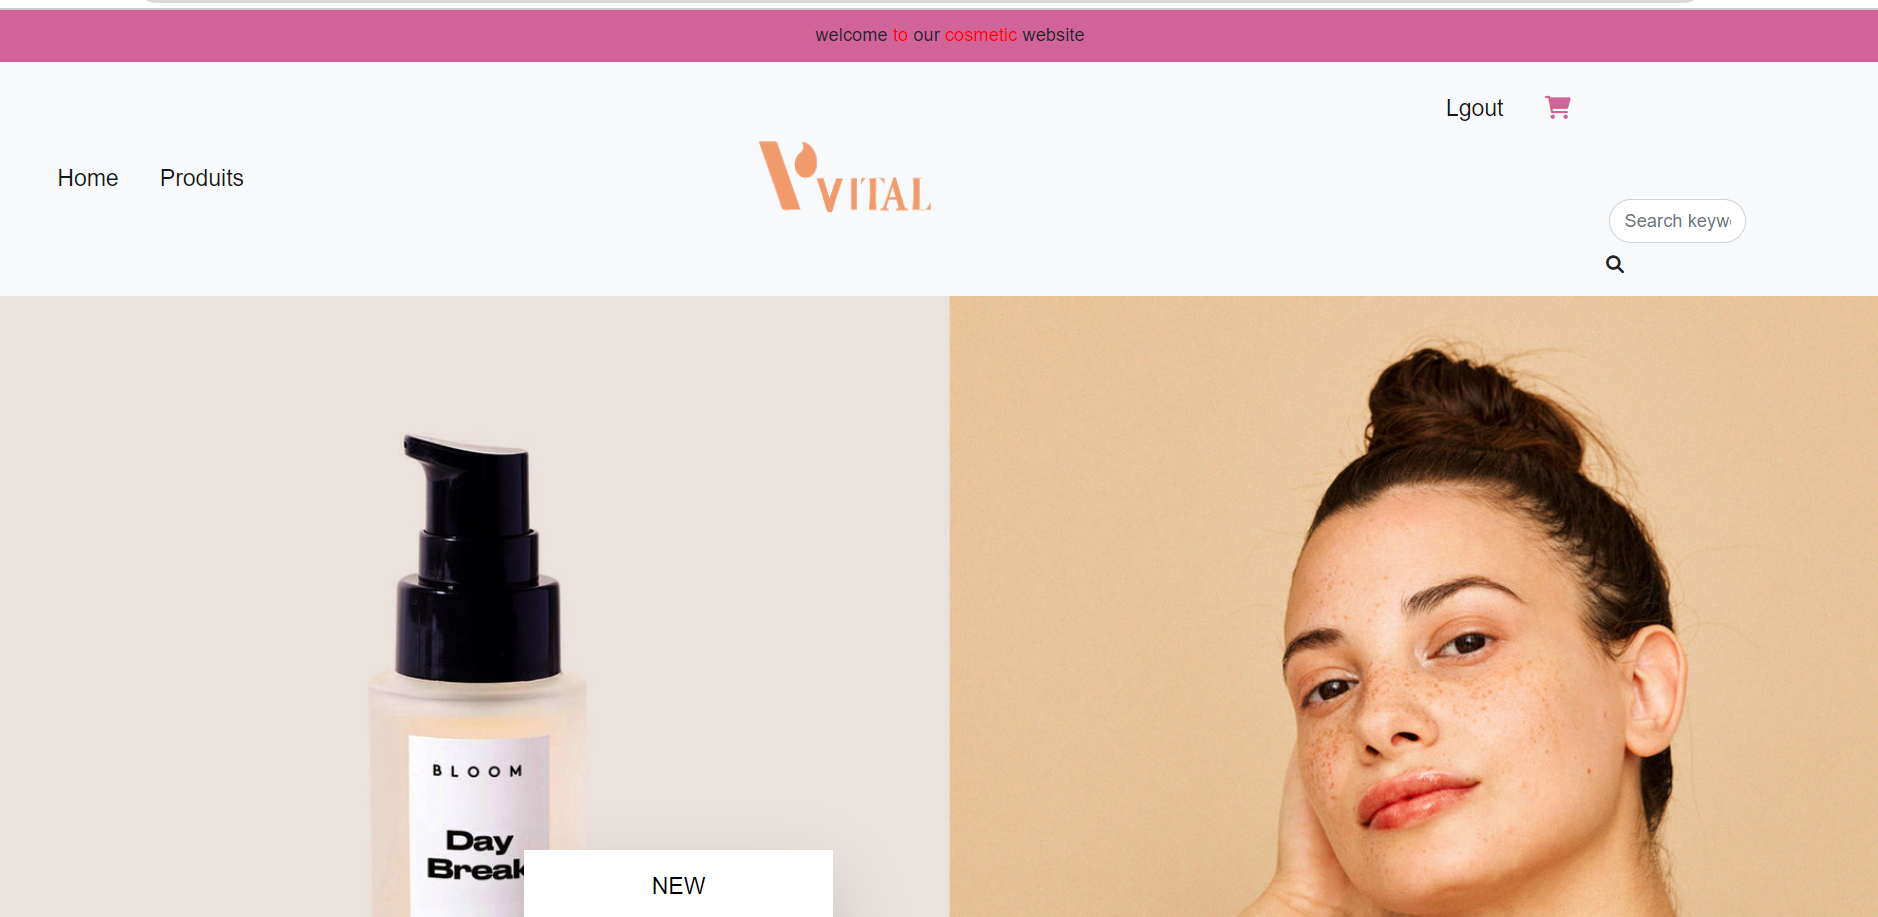 welcome to our cosmetic website
Lgout
Home Produits
VITAL
Search keyw
BLOOM
Day
Break
NEW